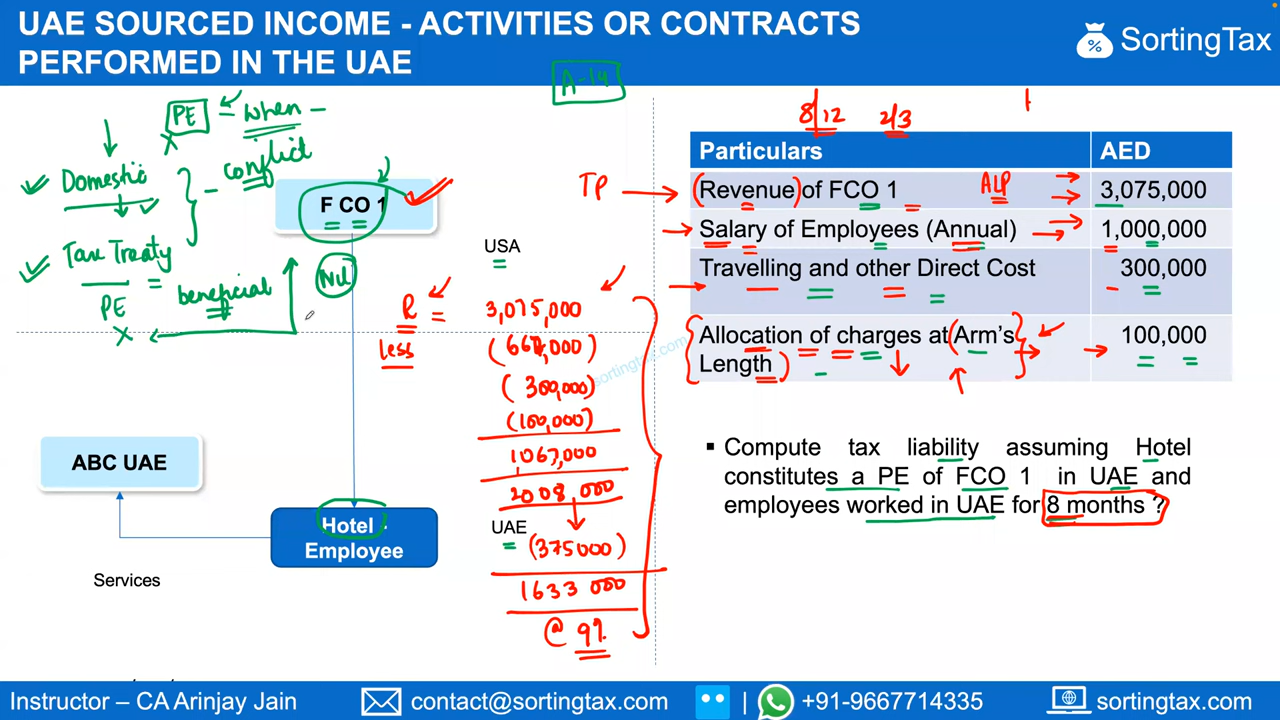 UAE SOURCED INCOME - ACTIVITIES OR CONTRACTS
PERFORMED IN THE UAE
SortingTax
A-14
PE = when -
conflict
Domestic
Tax Treaty
PE =
X
X
beneficial
F CO 1
Nil
USA
R =
less
3,075,000
(300,000)
(100,000)
1,067,000
2008,000
UAE
(375000)
1633 000
@ 9%
sortingtax.com
ABC UAE
Hotel -
Employee
Services
8/12
2/3
TP
ALP
Particulars AED
(Revenue) of FCO 1 3,075,000
Salary of Employees (Annual) 1,000,000
Travelling and other Direct Cost 300,000
Allocation of charges at Arm's
Length 100,000
▪ Compute tax liability assuming Hotel
constitutes a PE of FCO 1 in UAE and
employees worked in UAE for 8 months ?
Instructor – CA Arinjay Jain
contact@sortingtax.com
+91-9667714335
sortingtax.com